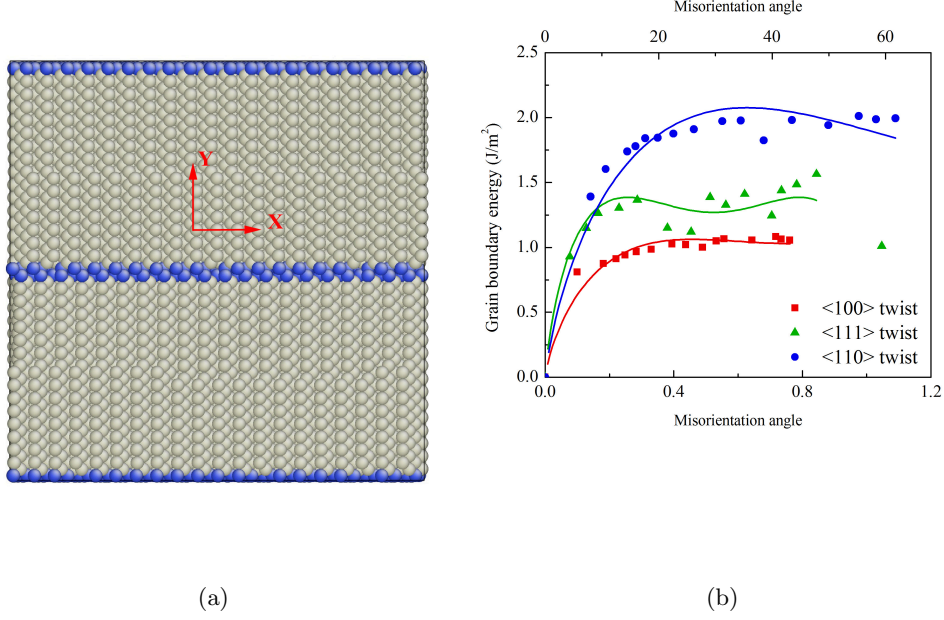 Misorientation angle
0 20 40 60
2.5
2.0
1.5
1.0
0.5
0.0
Grain boundary energy (J/m²)
Y
X
<100> twist
<111> twist
<110> twist
0.0 0.4 0.8 1.2
Misorientation angle
(a) (b)